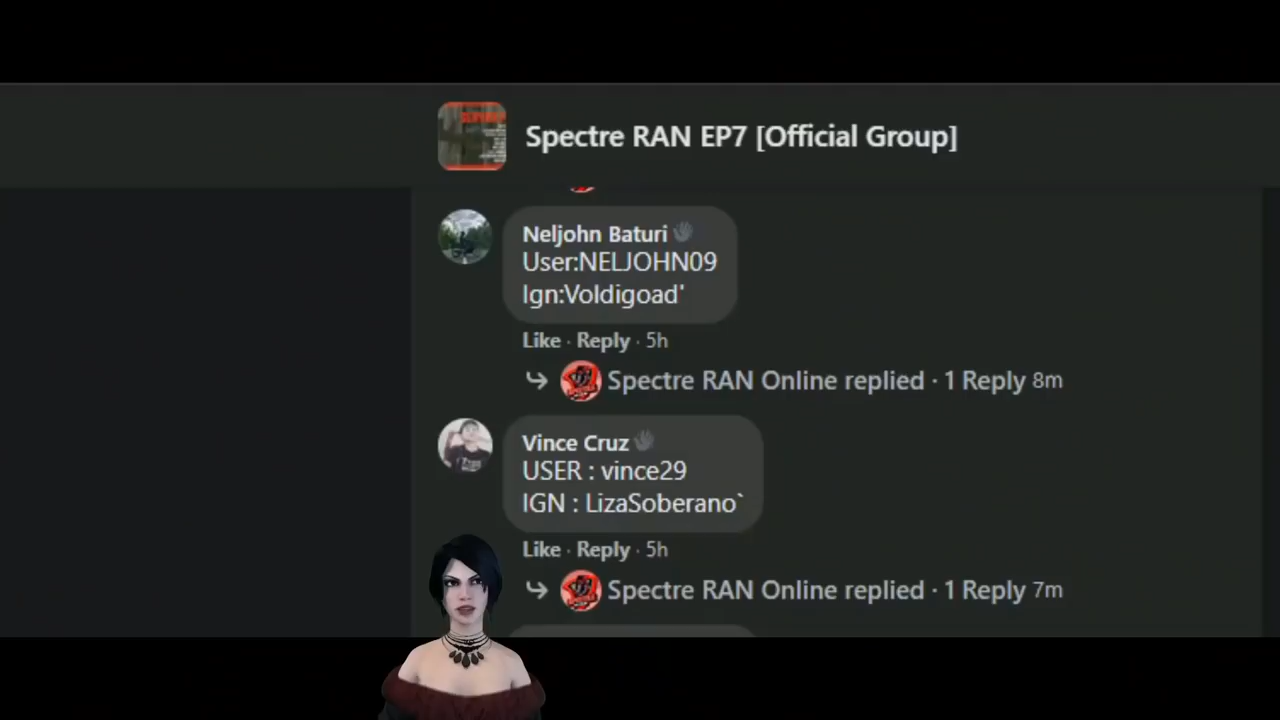 Spectre RAN EP7 [Official Group]
Neljohn Baturi
User:NELJOHN09
Ign:Voldigoad'
Like · Reply · 5h
Spectre RAN Online replied · 1 Reply 8m
Vince Cruz
USER : vince29
IGN : LizaSoberano`
Like · Reply · 5h
Spectre RAN Online replied · 1 Reply 7m